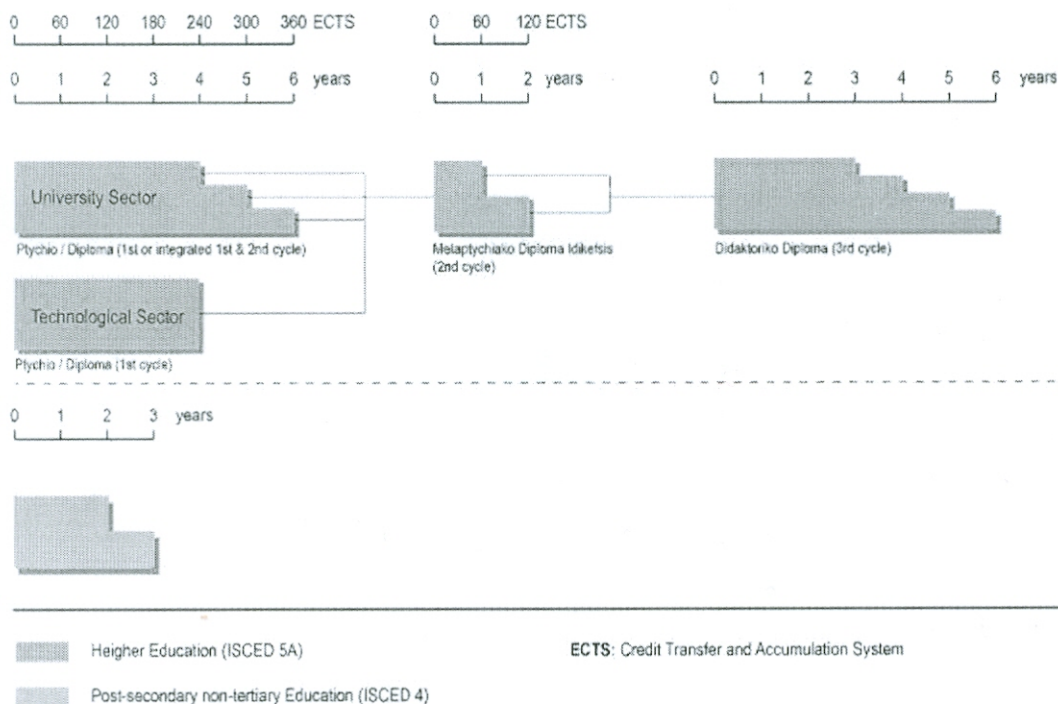 0 60 120 180 240 300 360 ECTS
0 60 120 ECTS
0 1 2 3 4 5 6 years
0 1 2 years
0 1 2 3 4 5 6 years
University Sector
Ptychio / Diploma (1st or integrated 1st & 2nd cycle)
Melaptychiako Diploma Idikefsis
(2nd cycle)
Didaktoriko Diploma (3rd cycle)
Technological Sector
Ptychio / Diploma (1st cycle)
0 1 2 3 years
Heigher Education (ISCED 5A)
ECTS: Credit Transfer and Accumulation System
Post-secondary non-tertiary Education (ISCED 4)